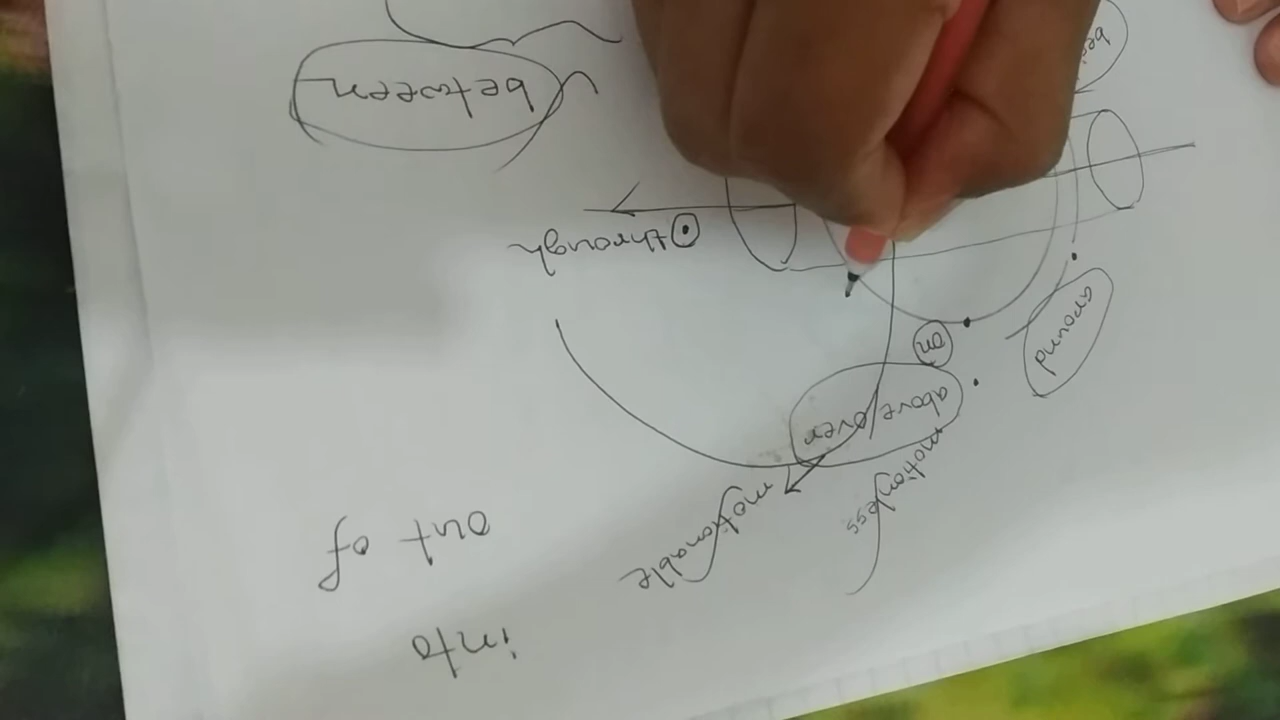 into
out of
motionable
motionless
above/over
on
around
through
between